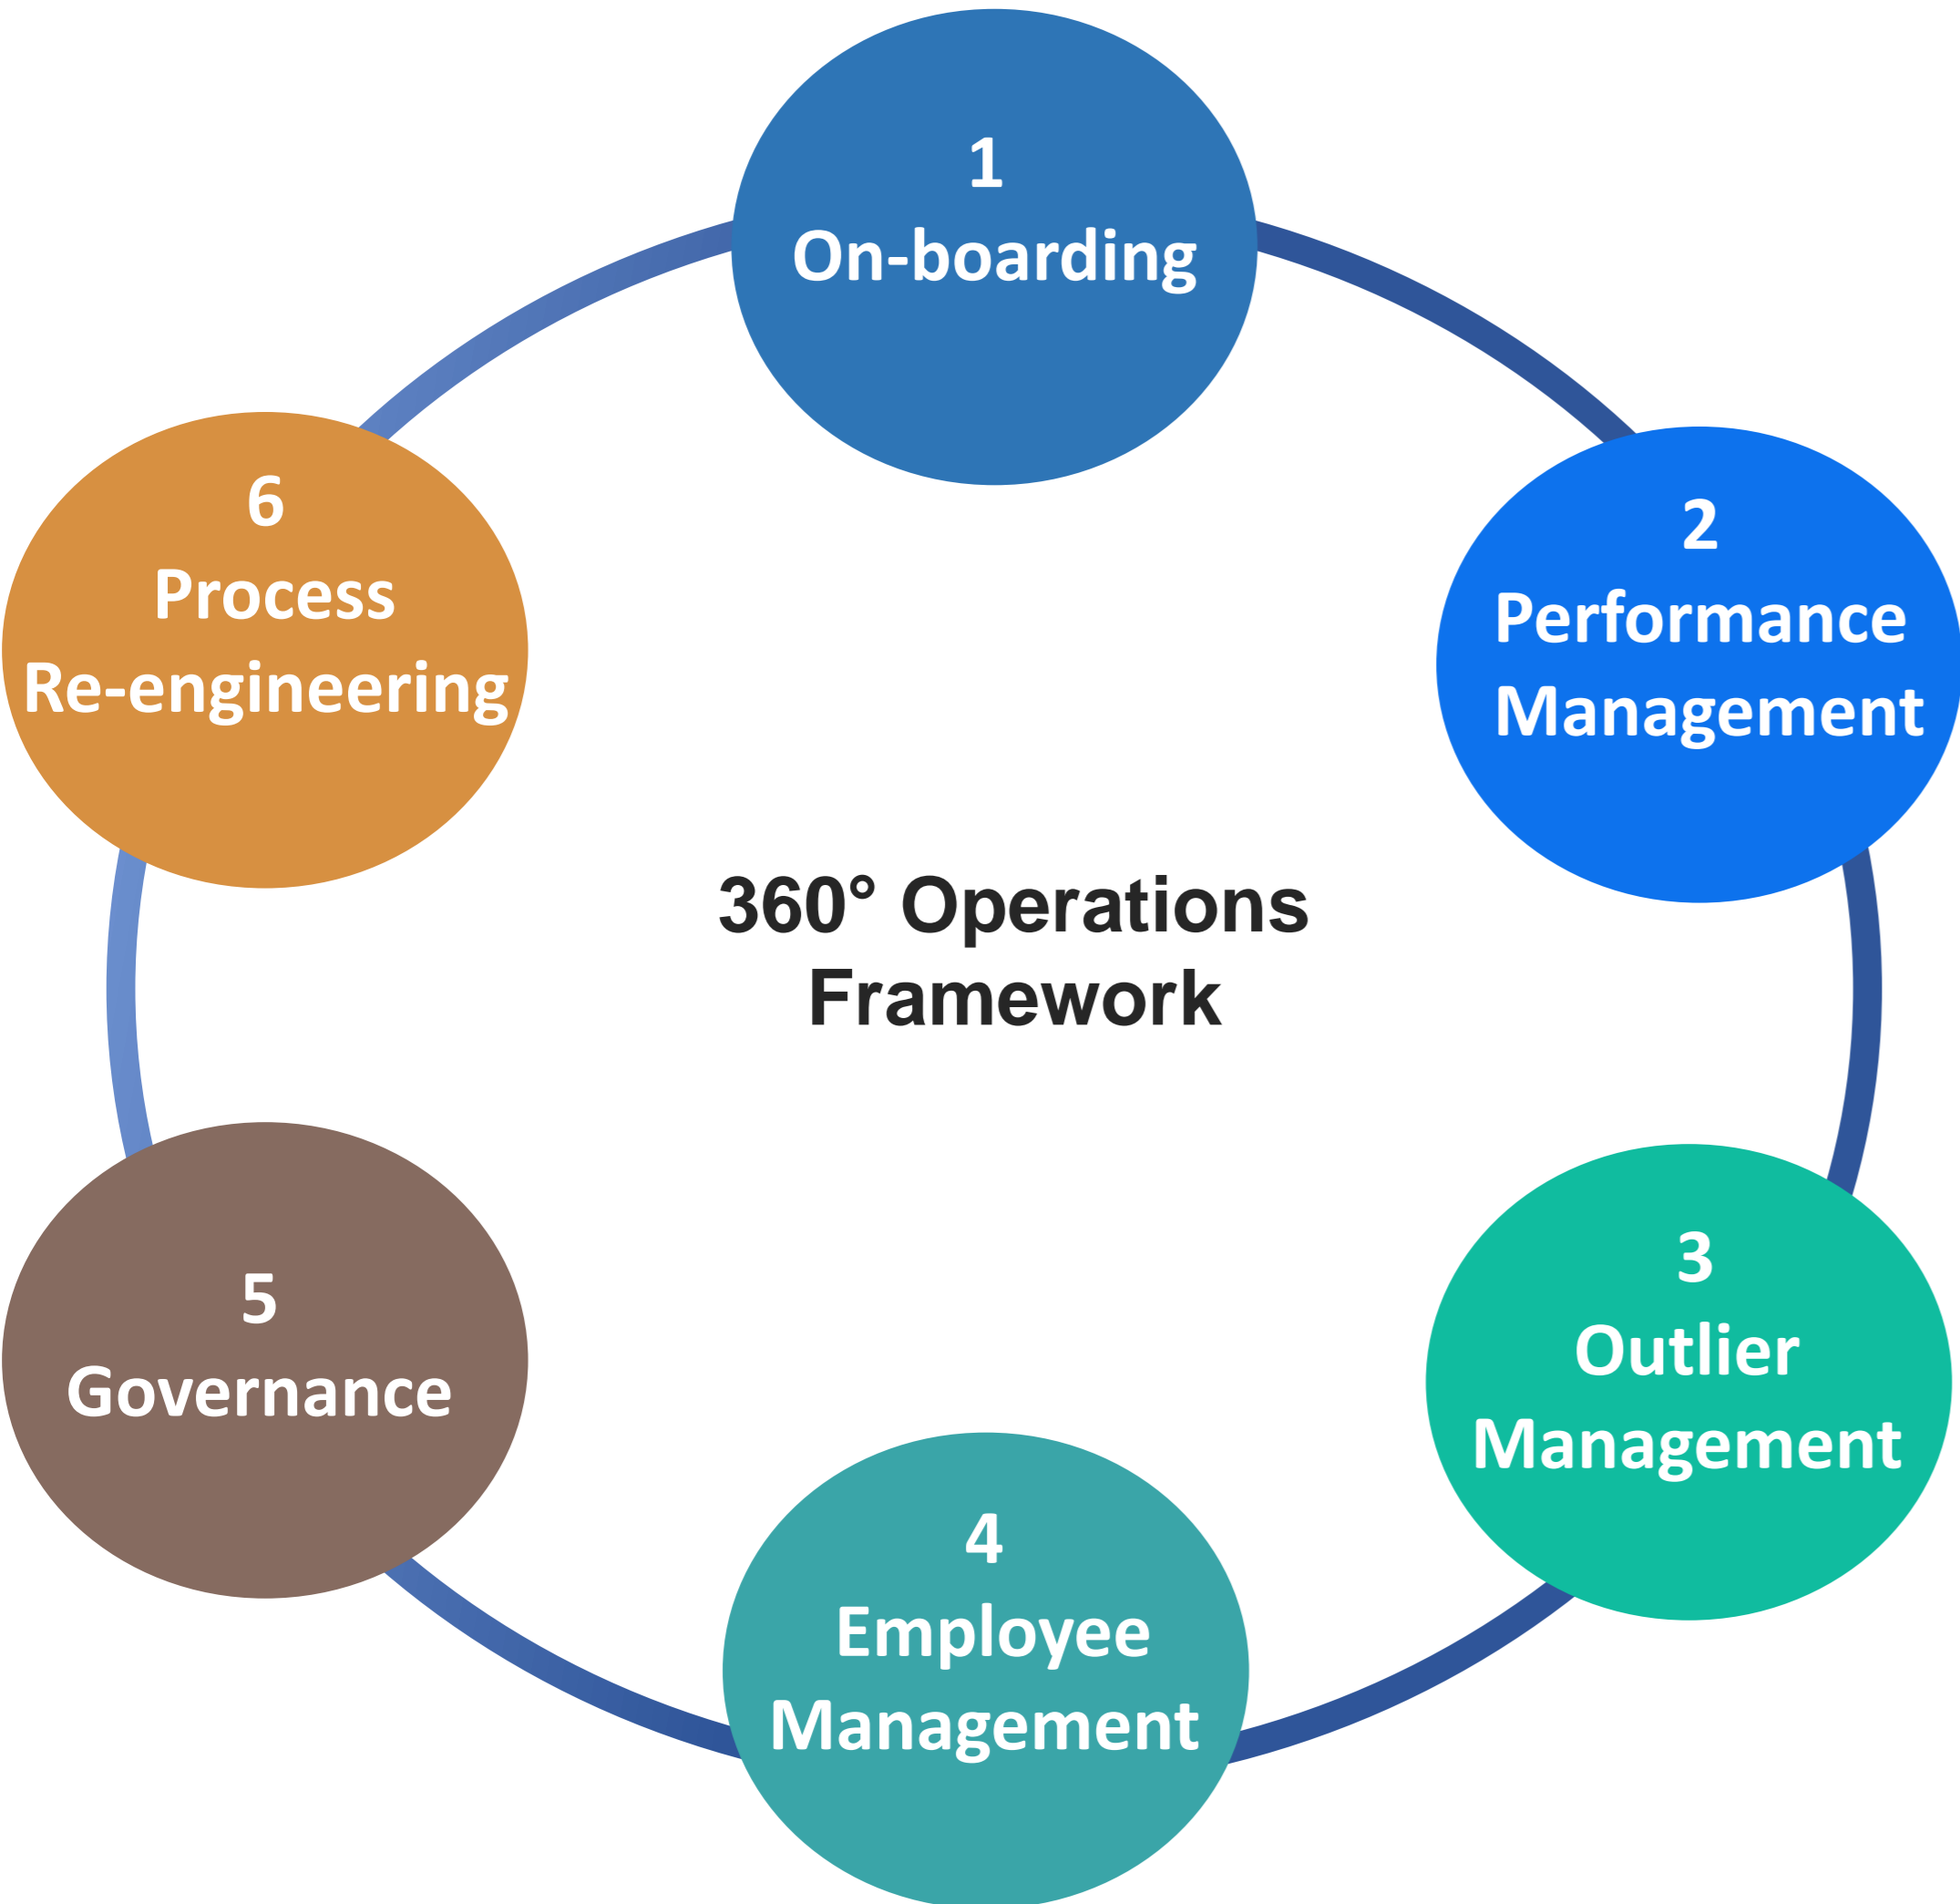 1
On-boarding
2
Performance
Management
3
Outlier
Management
4
Employee
Management
5
Governance
6
Process
Re-engineering
360° Operations
Framework